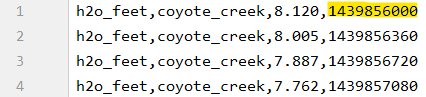 1 h2o_feet,coyote_creek,8.120,1439856000
2 h2o_feet,coyote_creek,8.005,1439856360
3 h2o_feet,coyote_creek,7.887,1439856720
4 h2o_feet,coyote_creek,7.762,1439857080